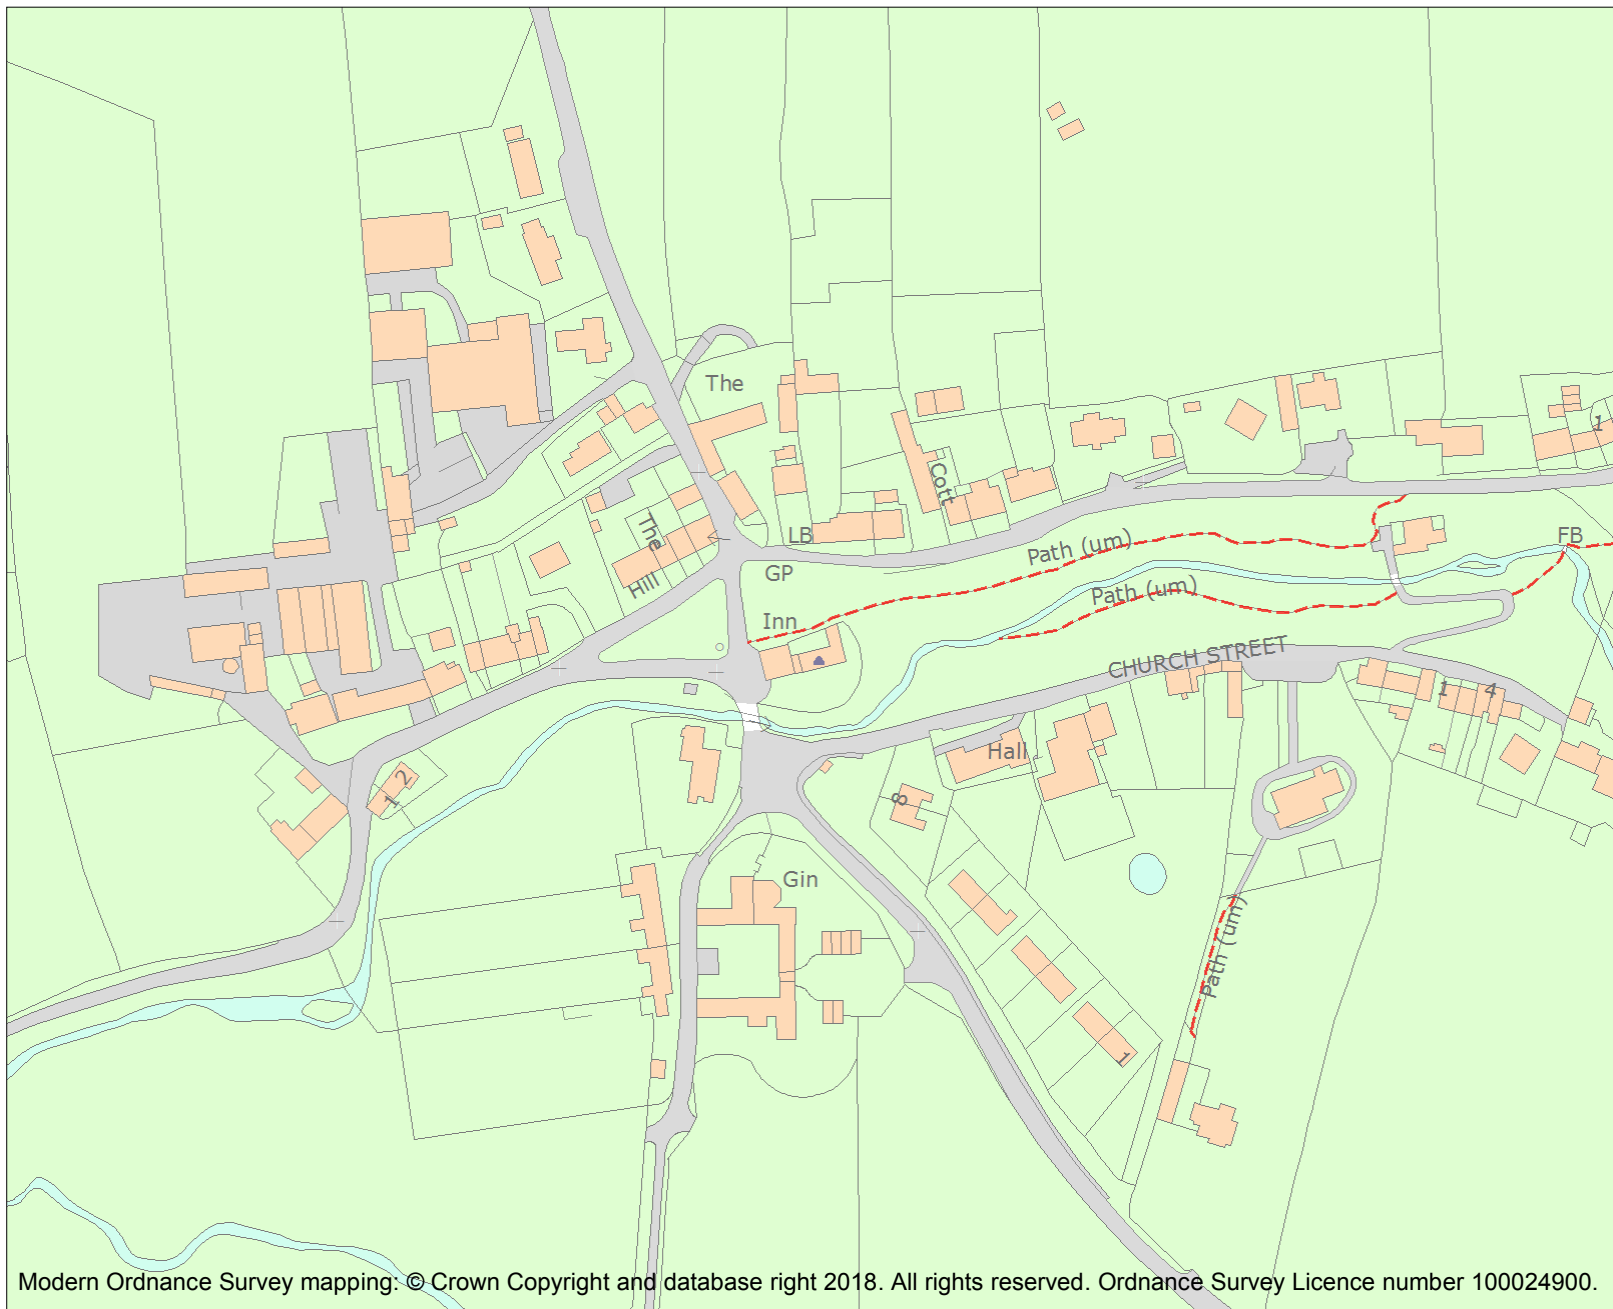 The
Cott
1
The
Hill
LB
GP
Path (um)
FB
Inn
Path (um)
CHURCH STREET
1
4
Hall
2
1
8
Gin
Path (um)
1
Modern Ordnance Survey mapping: © Crown Copyright and database right 2018. All rights reserved. Ordnance Survey Licence number 100024900.